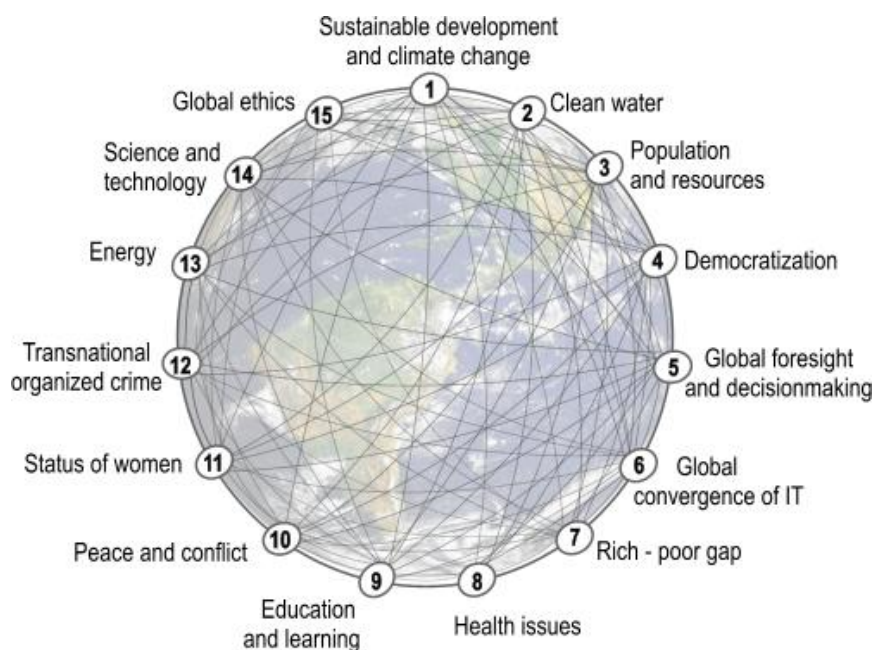 Sustainable development
and climate change
1
Clean water
2
Population
and resources
3
Democratization
4
Global foresight
and decisionmaking
5
Global
convergence of IT
6
Rich - poor gap
7
Health issues
8
Education
and learning
9
Peace and conflict
10
Status of women
11
Transnational
organized crime
12
Energy
13
Science and
technology
14
Global ethics
15